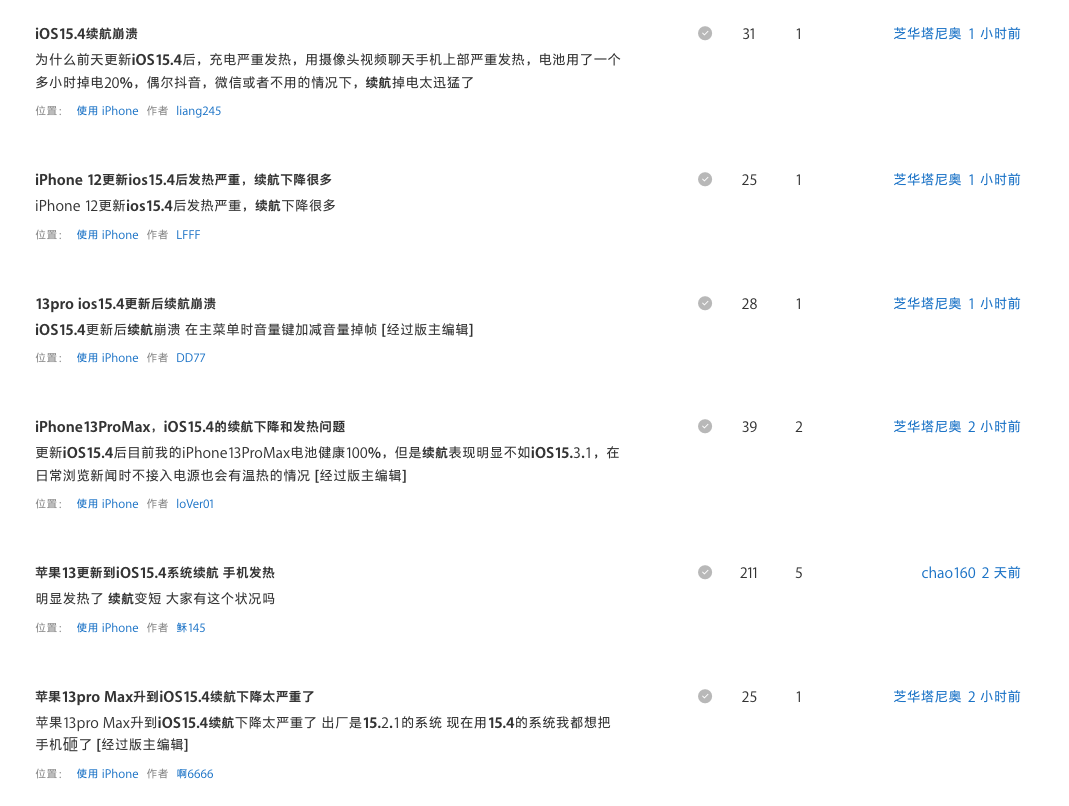 iOS15.4续航崩溃 31 1 芝华塔尼奥 1 小时前
为什么前天更新iOS15.4后，充电严重发热，用摄像头视频聊天手机上部严重发热，电池用了一个
多小时掉电20%，偶尔抖音，微信或者不用的情况下，续航掉电太迅猛了
位置： 使用 iPhone 作者 liang245
iPhone 12更新ios15.4后发热严重，续航下降很多 25 1 芝华塔尼奥 1 小时前
iPhone 12更新ios15.4后发热严重，续航下降很多
位置： 使用 iPhone 作者 LFFF
13pro ios15.4更新后续航崩溃 28 1 芝华塔尼奥 1 小时前
iOS15.4更新后续航崩溃 在主菜单时音量键加减音量掉帧 [经过版主编辑]
位置： 使用 iPhone 作者 DD77
iPhone13ProMax，iOS15.4的续航下降和发热问题 39 2 芝华塔尼奥 2 小时前
更新iOS15.4后目前我的iPhone13ProMax电池健康100%，但是续航表现明显不如iOS15.3.1，在
日常浏览新闻时不接入电源也会有温热的情况 [经过版主编辑]
位置： 使用 iPhone 作者 loVer01
苹果13更新到iOS15.4系统续航 手机发热 211 5 chao160 2 天前
明显发热了 续航变短 大家有这个状况吗
位置： 使用 iPhone 作者 稣145
苹果13pro Max升到iOS15.4续航下降太严重了 25 1 芝华塔尼奥 2 小时前
苹果13pro Max升到iOS15.4续航下降太严重了 出厂是15.2.1的系统 现在用15.4的系统我都想把
手机砸了 [经过版主编辑]
位置： 使用 iPhone 作者 啊6666